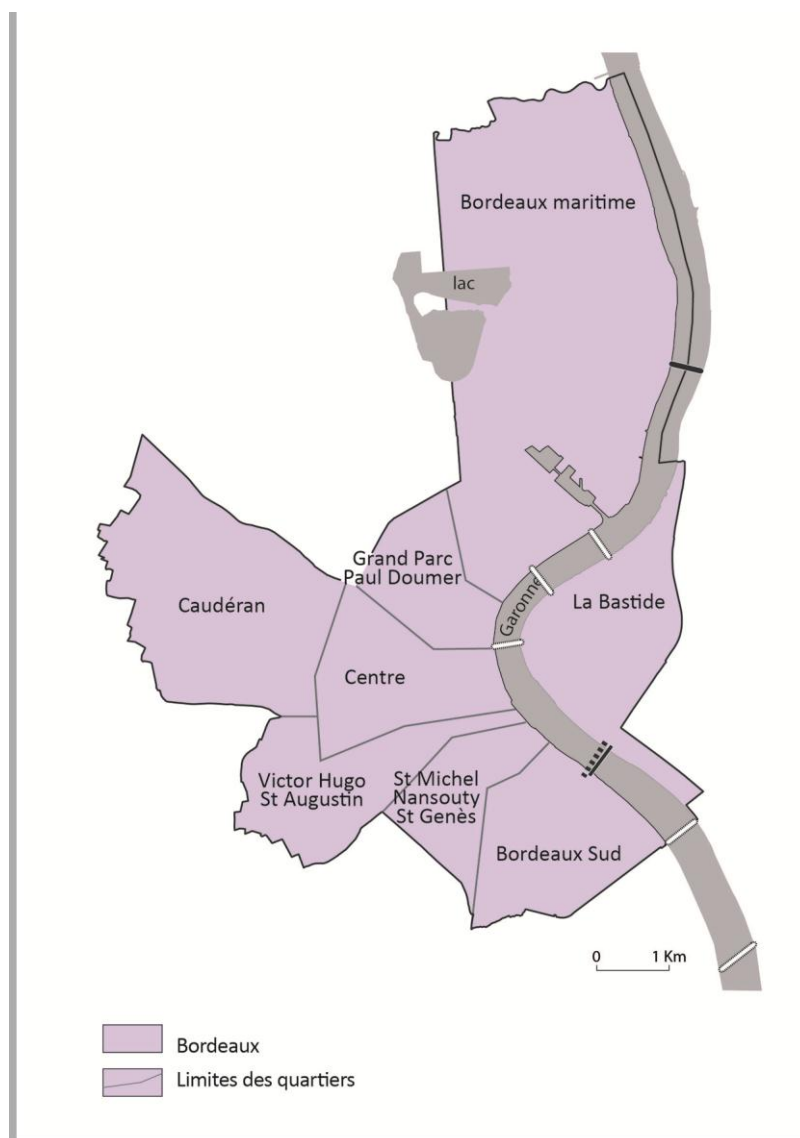 Bordeaux maritime
lac
Grand Parc
Paul Doumer
Caudéran
Garonne
La Bastide
Centre
Victor Hugo
St Augustin
St Michel
Nansouty
St Genès
Bordeaux Sud
0 1 Km
Bordeaux
Limites des quartiers